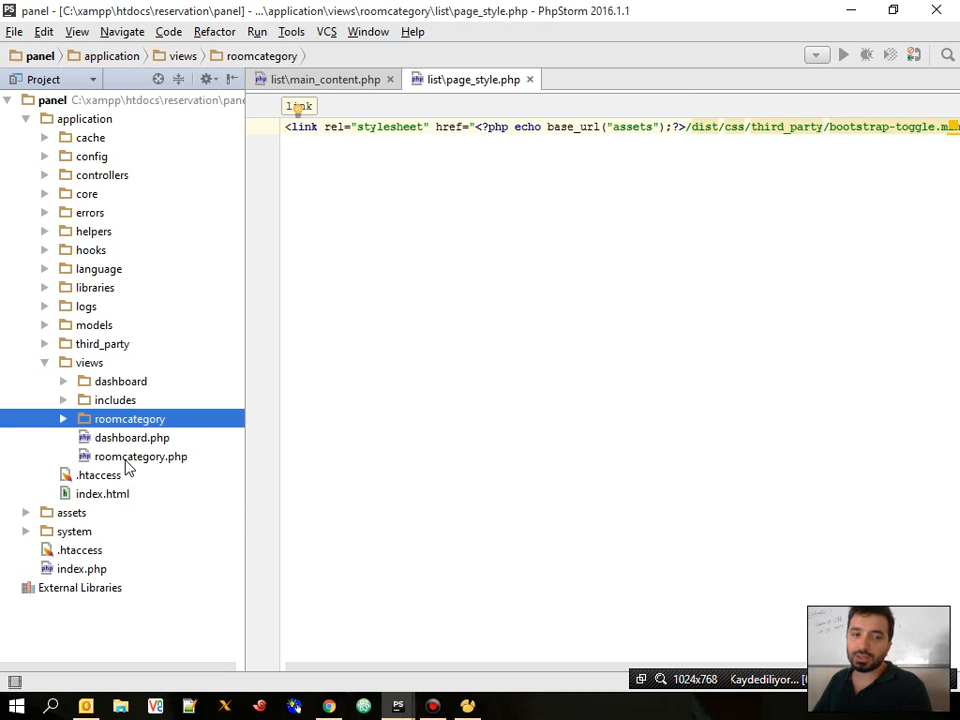 panel - [C:\xampp\htdocs\reservation\panel] - ...\application\views\roomcategory\list\page_style.php - PhpStorm 2016.1.1
File Edit View Navigate Code Refactor Run Tools VCS Window Help
panel application views roomcategory
Project
list\main_content.php list\page_style.php
panel C:\xampp\htdocs\reservation\pane
link
application
<link rel="stylesheet" href="<?php echo base_url("assets");?>/dist/css/third_party/bootstrap-toggle.min
cache
config
controllers
core
errors
helpers
hooks
language
libraries
logs
models
third_party
views
dashboard
includes
roomcategory
dashboard.php
roomcategory.php
.htaccess
index.html
assets
system
.htaccess
index.php
External Libraries
1024x768 Kaydediliyor...